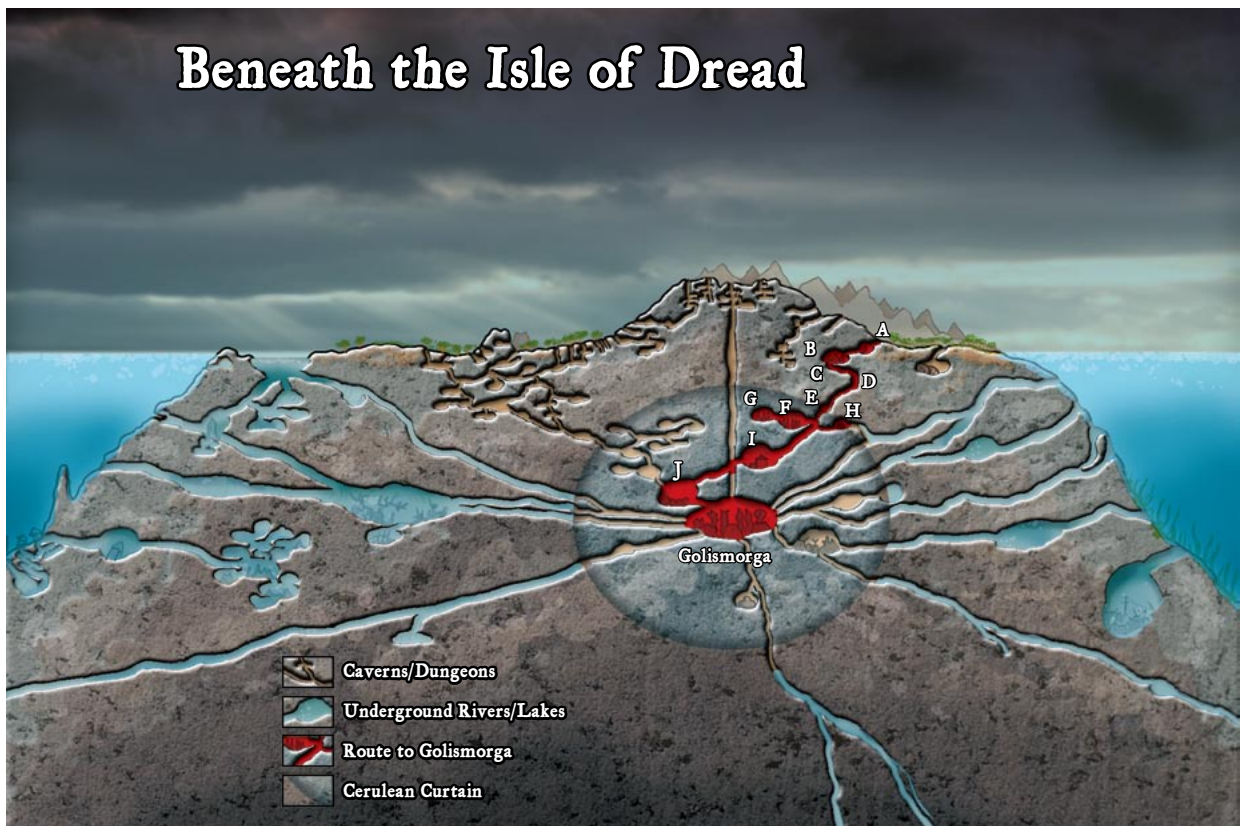 Beneath the Isle of Dread
A
B
C
D
E
G
F
H
I
J
Golismorga
Caverns/Dungeons
Underground Rivers/Lakes
Route to Golismorga
Cerulean Curtain